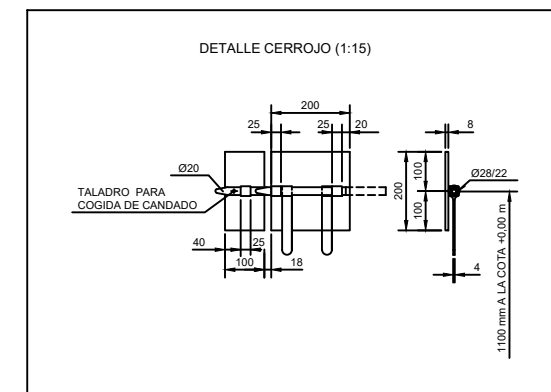 DETALLE CERROJO (1:15)
200
25
25
20
8
Ø20
TALADRO PARA
COGIDA DE CANDADO
200
100
100
Ø28/22
40
25
100
18
4
1100 mm A LA COTA +0,00 m